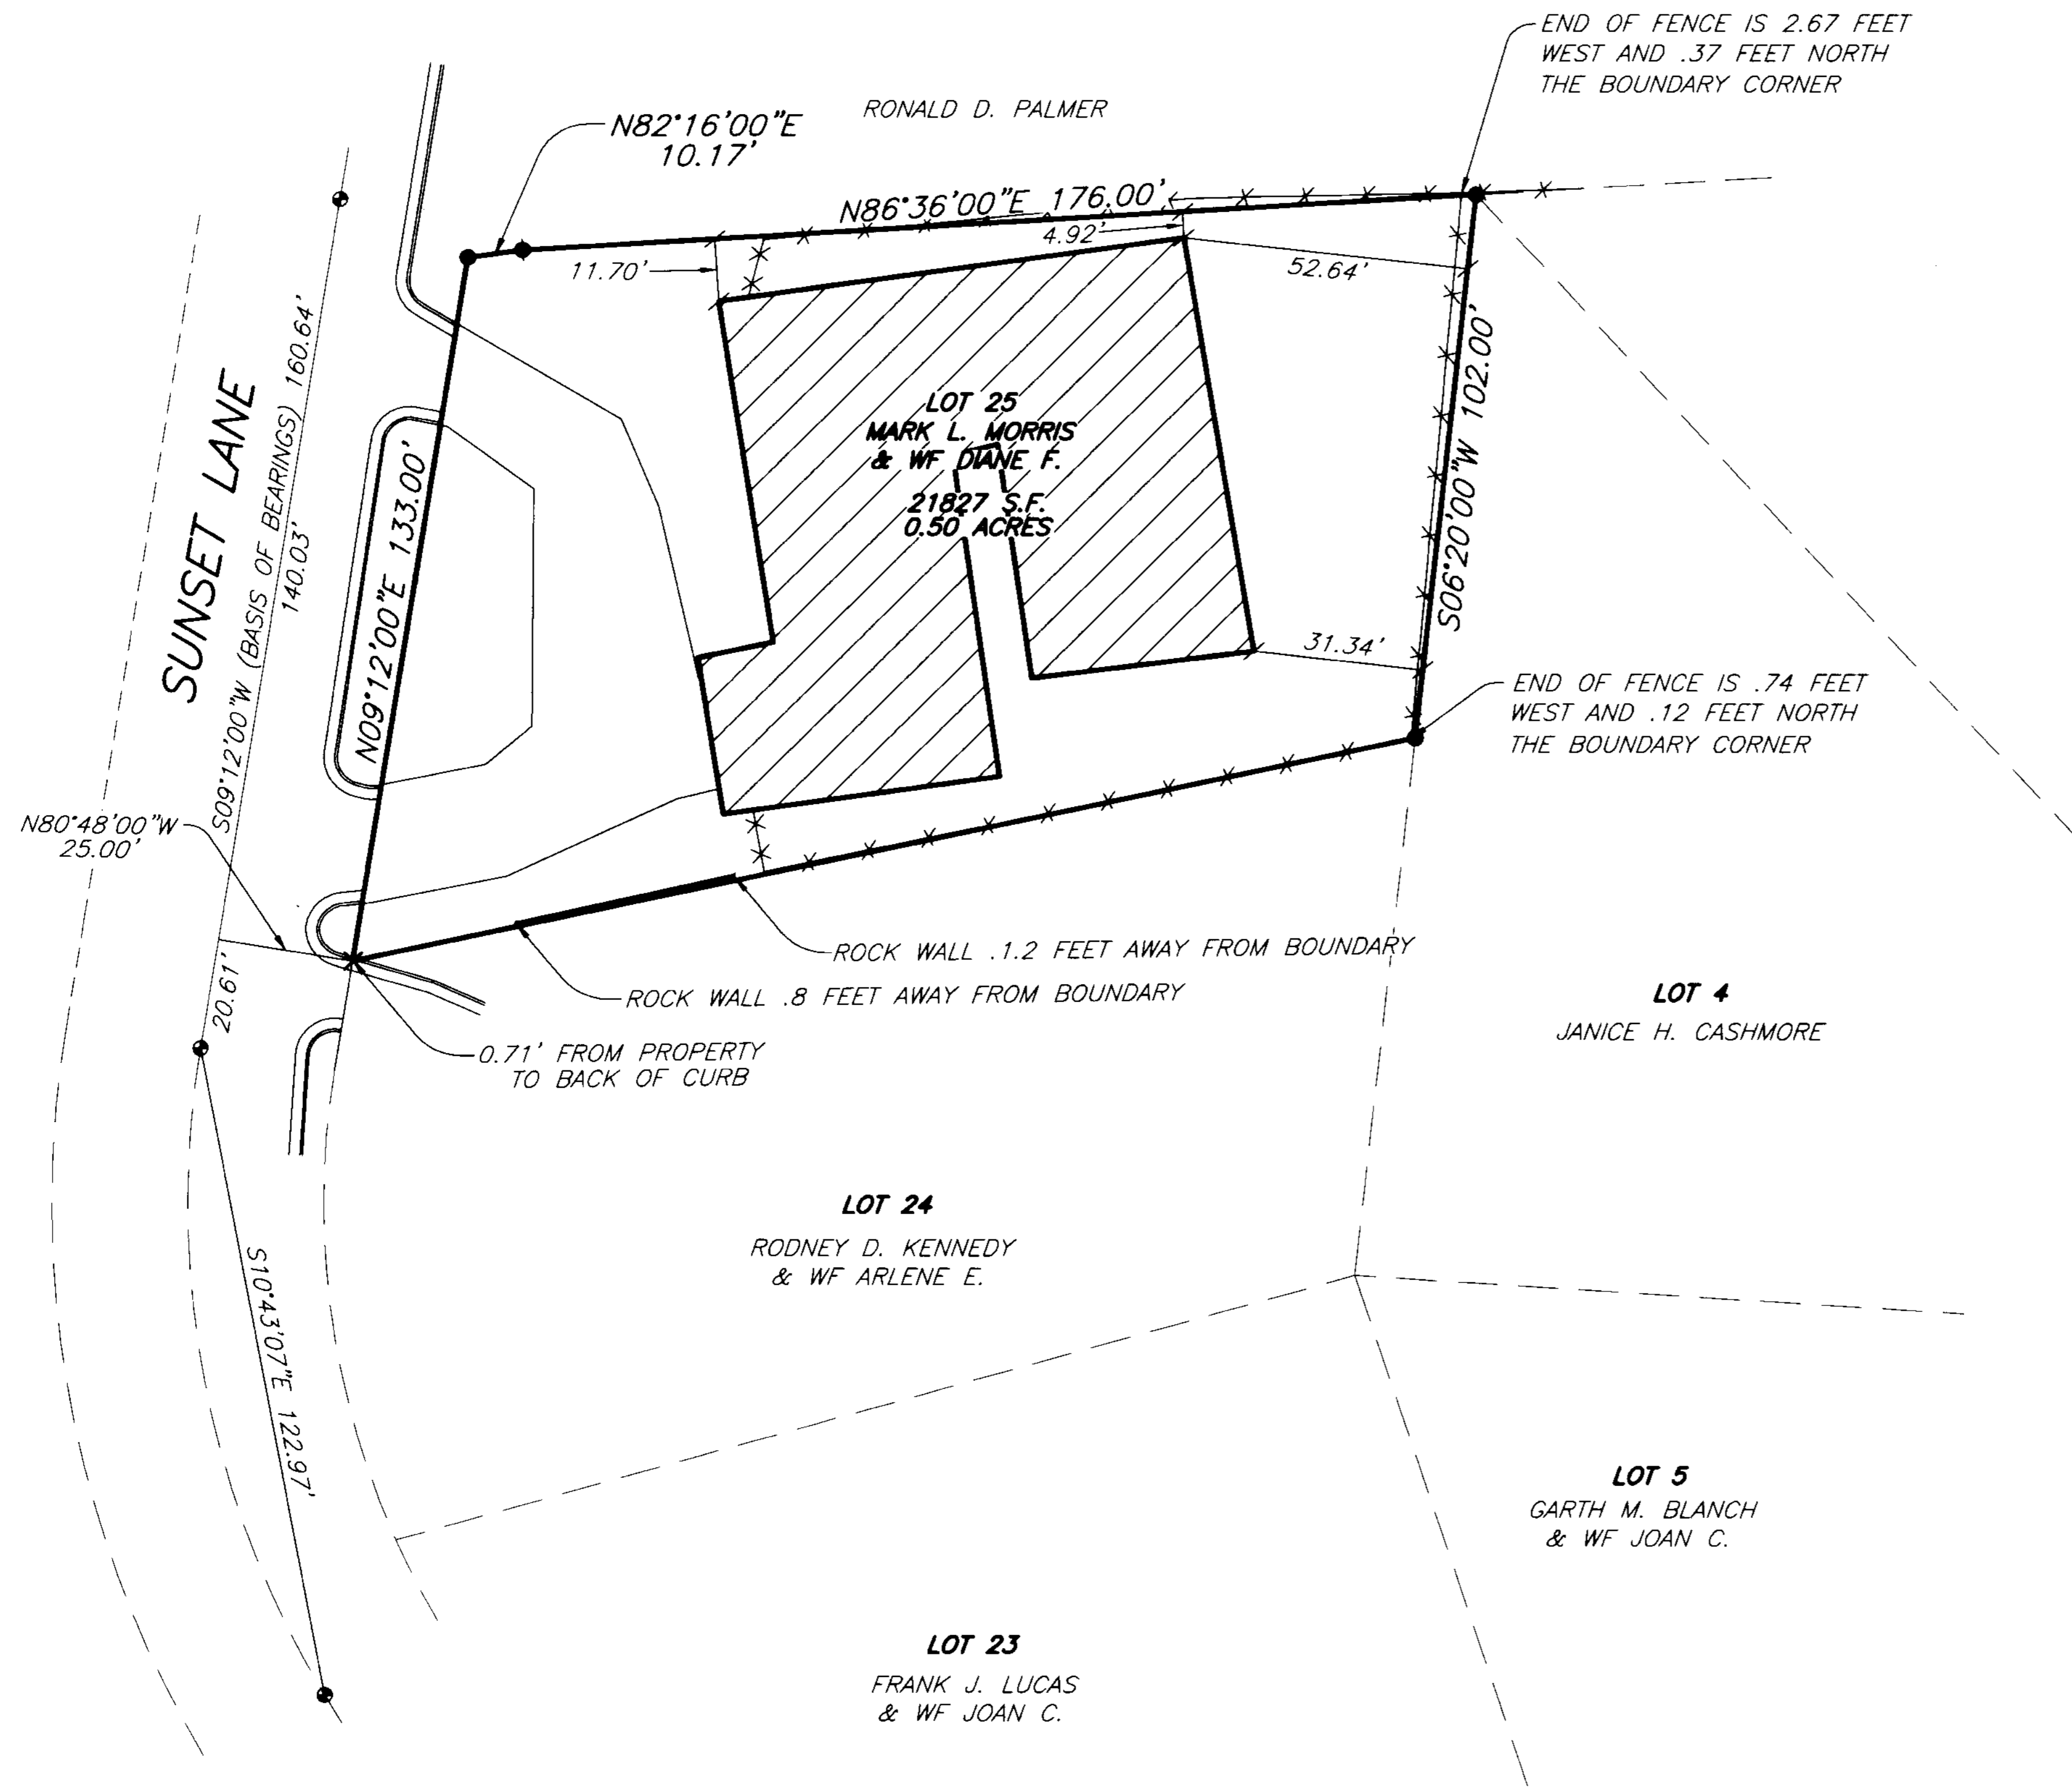 END OF FENCE IS 2.67 FEET
WEST AND .37 FEET NORTH
THE BOUNDARY CORNER
RONALD D. PALMER
N82°16'00"E
10.17'
N86°36'00"E 176.00'
4.92'
11.70'
52.64'
SUNSET LANE
S09°12'00"W (BASIS OF BEARINGS) 160.64'
140.03'
N09°12'00"E 133.00'
LOT 25
MARK L. MORRIS
& WF DIANE F.
21827 S.F.
0.50 ACRES
S06°20'00"W 102.00'
31.34'
END OF FENCE IS .74 FEET
WEST AND .12 FEET NORTH
THE BOUNDARY CORNER
N80°48'00"W
25.00'
20.61'
ROCK WALL .1.2 FEET AWAY FROM BOUNDARY
ROCK WALL .8 FEET AWAY FROM BOUNDARY
0.71' FROM PROPERTY
TO BACK OF CURB
LOT 4
JANICE H. CASHMORE
LOT 24
RODNEY D. KENNEDY
& WF ARLENE E.
S10°43'07"E 122.97'
LOT 5
GARTH M. BLANCH
& WF JOAN C.
LOT 23
FRANK J. LUCAS
& WF JOAN C.